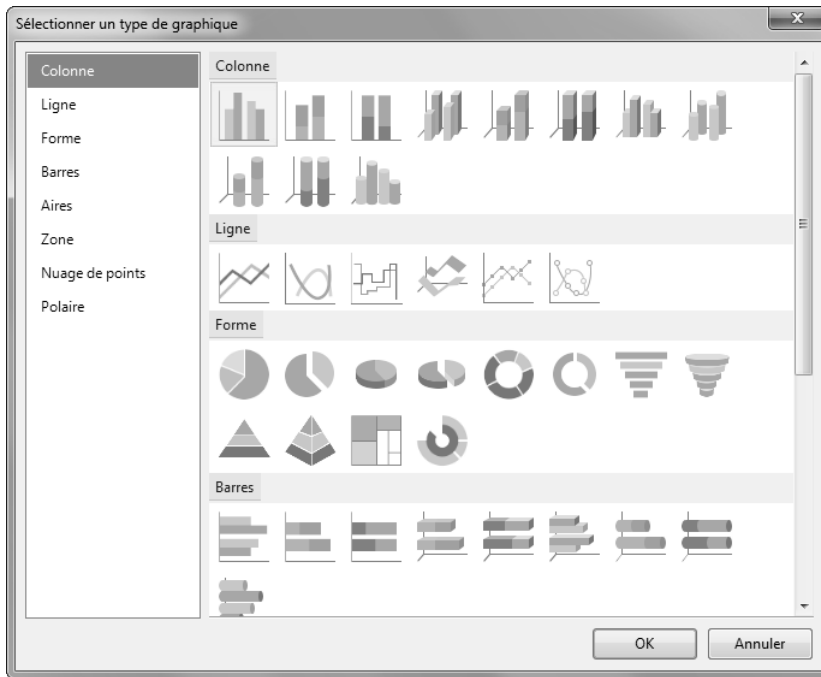 Sélectionner un type de graphique
Colonne
Ligne
Forme
Barres
Aires
Zone
Nuage de points
Polaire
Colonne
Ligne
Forme
Barres
OK
Annuler